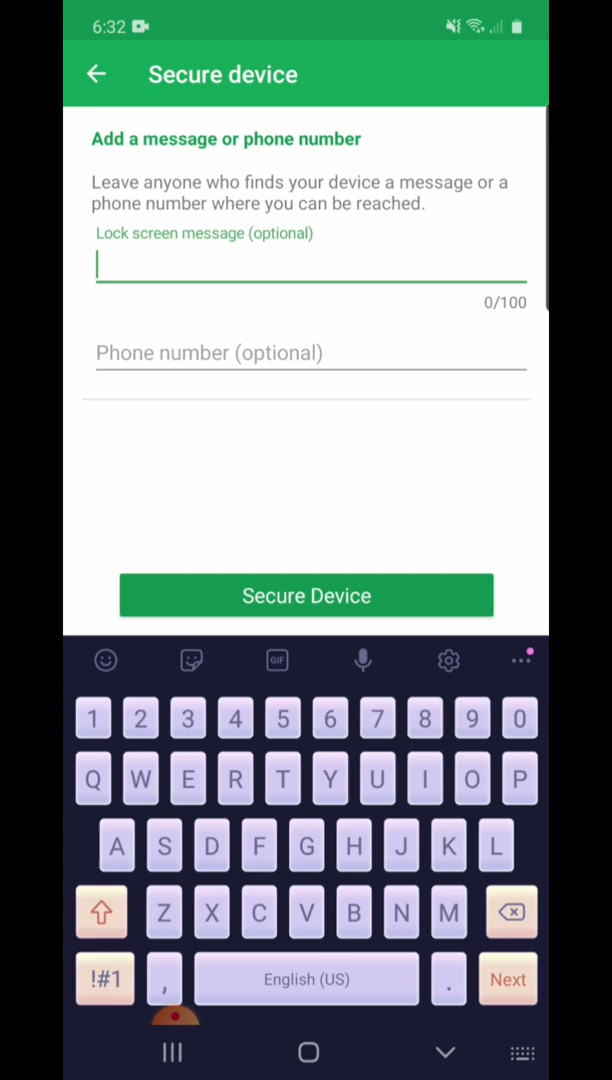 6:32
Secure device
Add a message or phone number
Leave anyone who finds your device a message or a
phone number where you can be reached.
Lock screen message (optional)
0/100
Phone number (optional)
Secure Device
GIF
1 2 3 4 5 6 7 8 9 0
Q W E R T Y U I O P
A S D F G H J K L
Z X C V B N M
!#1 , English (US) . Next